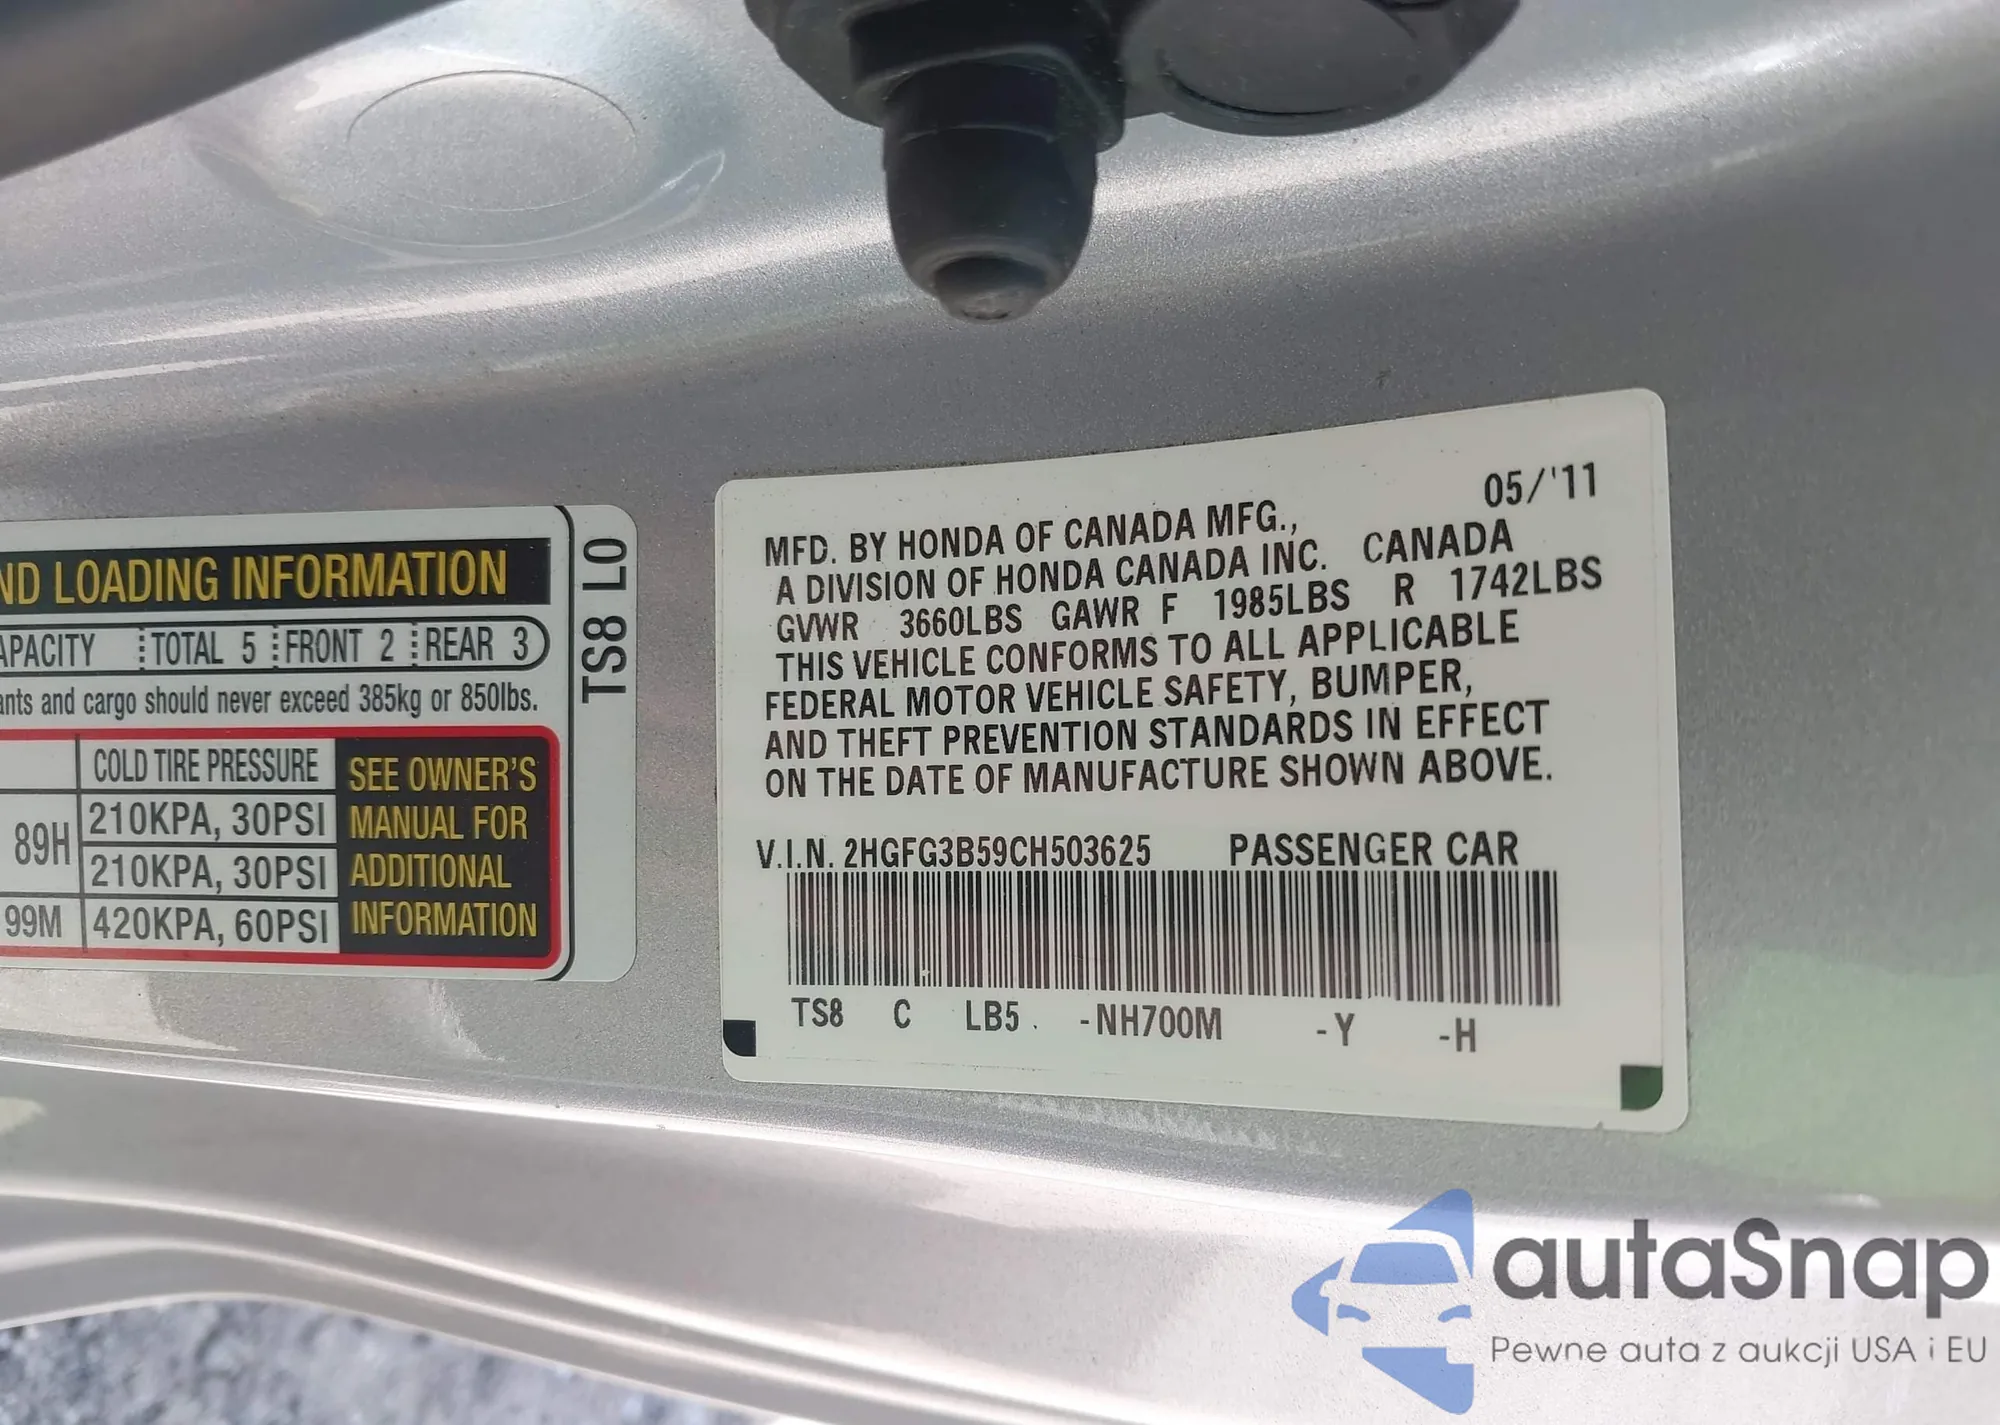 ND LOADING INFORMATION
APACITY TOTAL 5 FRONT 2 REAR 3
ants and cargo should never exceed 385kg or 850lbs.
COLD TIRE PRESSURE
89H 210KPA, 30PSI
210KPA, 30PSI
99M 420KPA, 60PSI
SEE OWNER'S
MANUAL FOR
ADDITIONAL
INFORMATION
TS8 L0
05/'11
MFD. BY HONDA OF CANADA MFG.,
A DIVISION OF HONDA CANADA INC. CANADA
GVWR 3660LBS GAWR F 1985LBS R 1742LBS
THIS VEHICLE CONFORMS TO ALL APPLICABLE
FEDERAL MOTOR VEHICLE SAFETY, BUMPER,
AND THEFT PREVENTION STANDARDS IN EFFECT
ON THE DATE OF MANUFACTURE SHOWN ABOVE.
V.I.N. 2HGFG3B59CH503625 PASSENGER CAR
TS8 C LB5 -NH700M -Y -H
autaSnap
Pewne auta z aukcji USA i EU